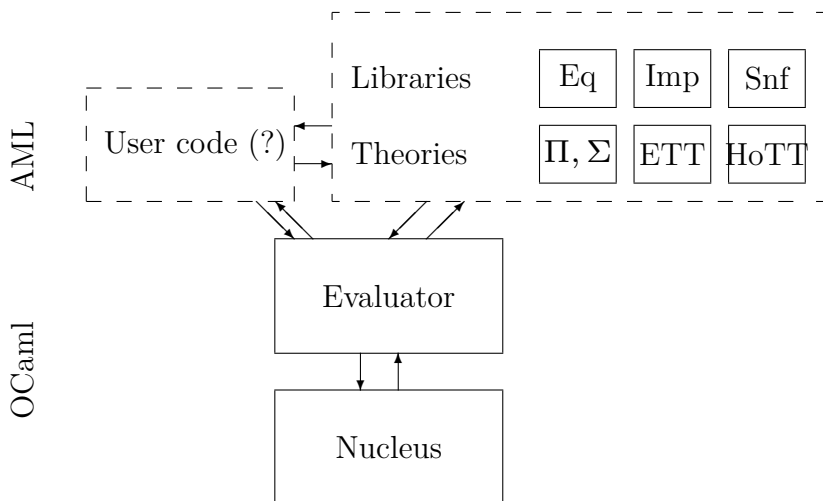 Libraries Eq Imp Snf
User code (?)
Theories Π, Σ ETT HoTT
AML
Evaluator
OCaml
Nucleus